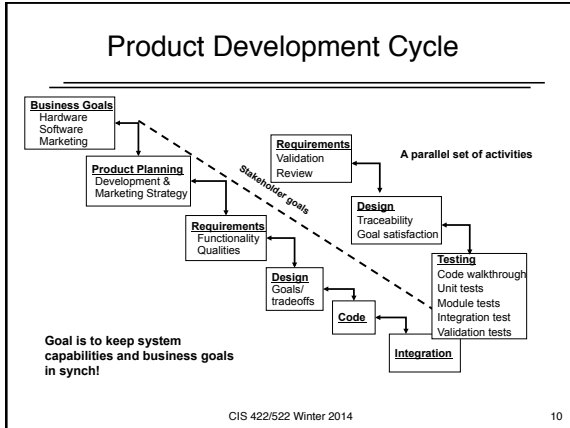 Product Development Cycle
Business Goals
Hardware
Software
Marketing
Product Planning
Development &
Marketing Strategy
Requirements
Functionality
Qualities
Design
Goals/
tradeoffs
Code
Integration
Stakeholder goals
Requirements
Validation
Review
A parallel set of activities
Design
Traceability
Goal satisfaction
Testing
Code walkthrough
Unit tests
Module tests
Integration test
Validation tests
Goal is to keep system
capabilities and business goals
in synch!
CIS 422/522 Winter 2014
10